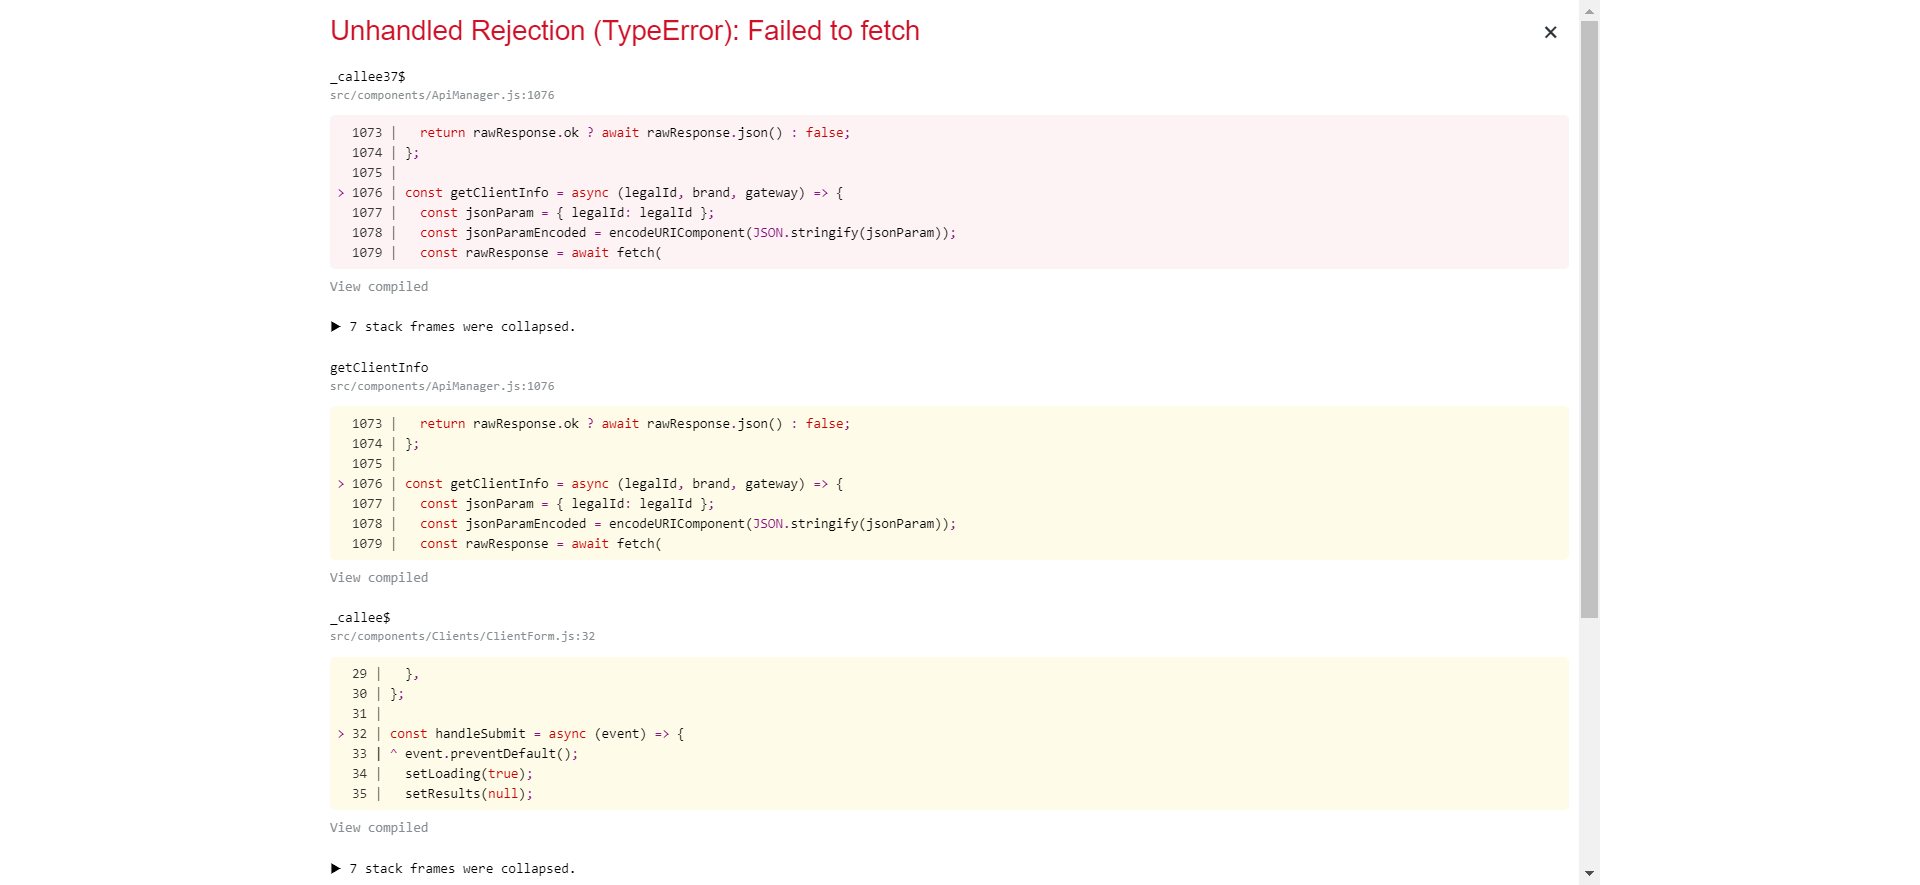 Unhandled Rejection (TypeError): Failed to fetch
×
_callee37$
src/components/ApiManager.js:1076
1073 |   return rawResponse.ok ? await rawResponse.json() : false;
1074 | };
1075 |
> 1076 | const getClientInfo = async (legalId, brand, gateway) => {
1077 |   const jsonParam = { legalId: legalId };
1078 |   const jsonParamEncoded = encodeURIComponent(JSON.stringify(jsonParam));
1079 |   const rawResponse = await fetch(
View compiled
▶ 7 stack frames were collapsed.
getClientInfo
src/components/ApiManager.js:1076
1073 |   return rawResponse.ok ? await rawResponse.json() : false;
1074 | };
1075 |
> 1076 | const getClientInfo = async (legalId, brand, gateway) => {
1077 |   const jsonParam = { legalId: legalId };
1078 |   const jsonParamEncoded = encodeURIComponent(JSON.stringify(jsonParam));
1079 |   const rawResponse = await fetch(
View compiled
_callee$
src/components/Clients/ClientForm.js:32
29 |   },
30 | };
31 |
> 32 | const handleSubmit = async (event) => {
33 | ^ event.preventDefault();
34 |   setLoading(true);
35 |   setResults(null);
View compiled
▶ 7 stack frames were collapsed.